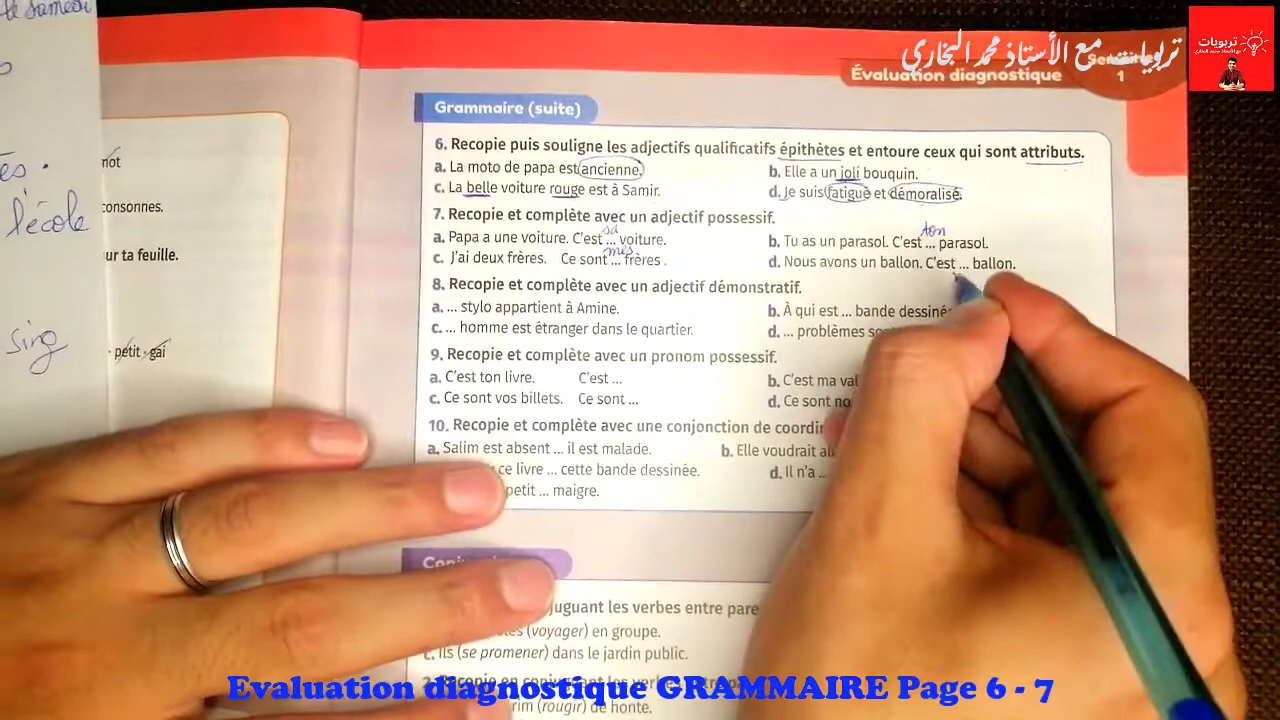 le samedi
es.
l'école
sing
not
consonnes.
ur ta feuille.
petit gai
تربويات مع الأستاذ محمد البخاري
تربويات
Évaluation diagnostique
1
Grammaire (suite)
6. Recopie puis souligne les adjectifs qualificatifs épithêtes et entoure ceux qui sont attributs.
a. La moto de papa est ancienne.
b. Elle a un joli bouquin.
c. La belle voiture rouge est à Samir.
d. Je suis fatigué et démoralisé.
7. Recopie et complète avec un adjectif possessif.
sa
a. Papa a une voiture. C'est ... voiture.
ton
b. Tu as un parasol. C'est ... parasol.
mes
c. J'ai deux frères. Ce sont ... frères .
d. Nous avons un ballon. C'est ... ballon.
8. Recopie et complète avec un adjectif démonstratif.
a. ... stylo appartient à Amine.
b. À qui est ... bande dessiné
c. ... homme est étranger dans le quartier.
d. ... problèmes so
9. Recopie et complète avec un pronom possessif.
a. C'est ton livre. C'est ...
b. C'est ma val
c. Ce sont vos billets. Ce sont ...
d. Ce sont no
10. Recopie et complète avec une conjonction de coordin
a. Salim est absent ... il est malade.
b. Elle voudrait al
ce livre ... cette bande dessinée.
d. Il n'a ...
petit ... maigre.
juguant les verbes entre pare
(voyager) en groupe.
c. Ils (se promener) dans le jardin public.
rim (rougir) de honte.
Evaluation diagnostique GRAMMAIRE Page 6 - 7